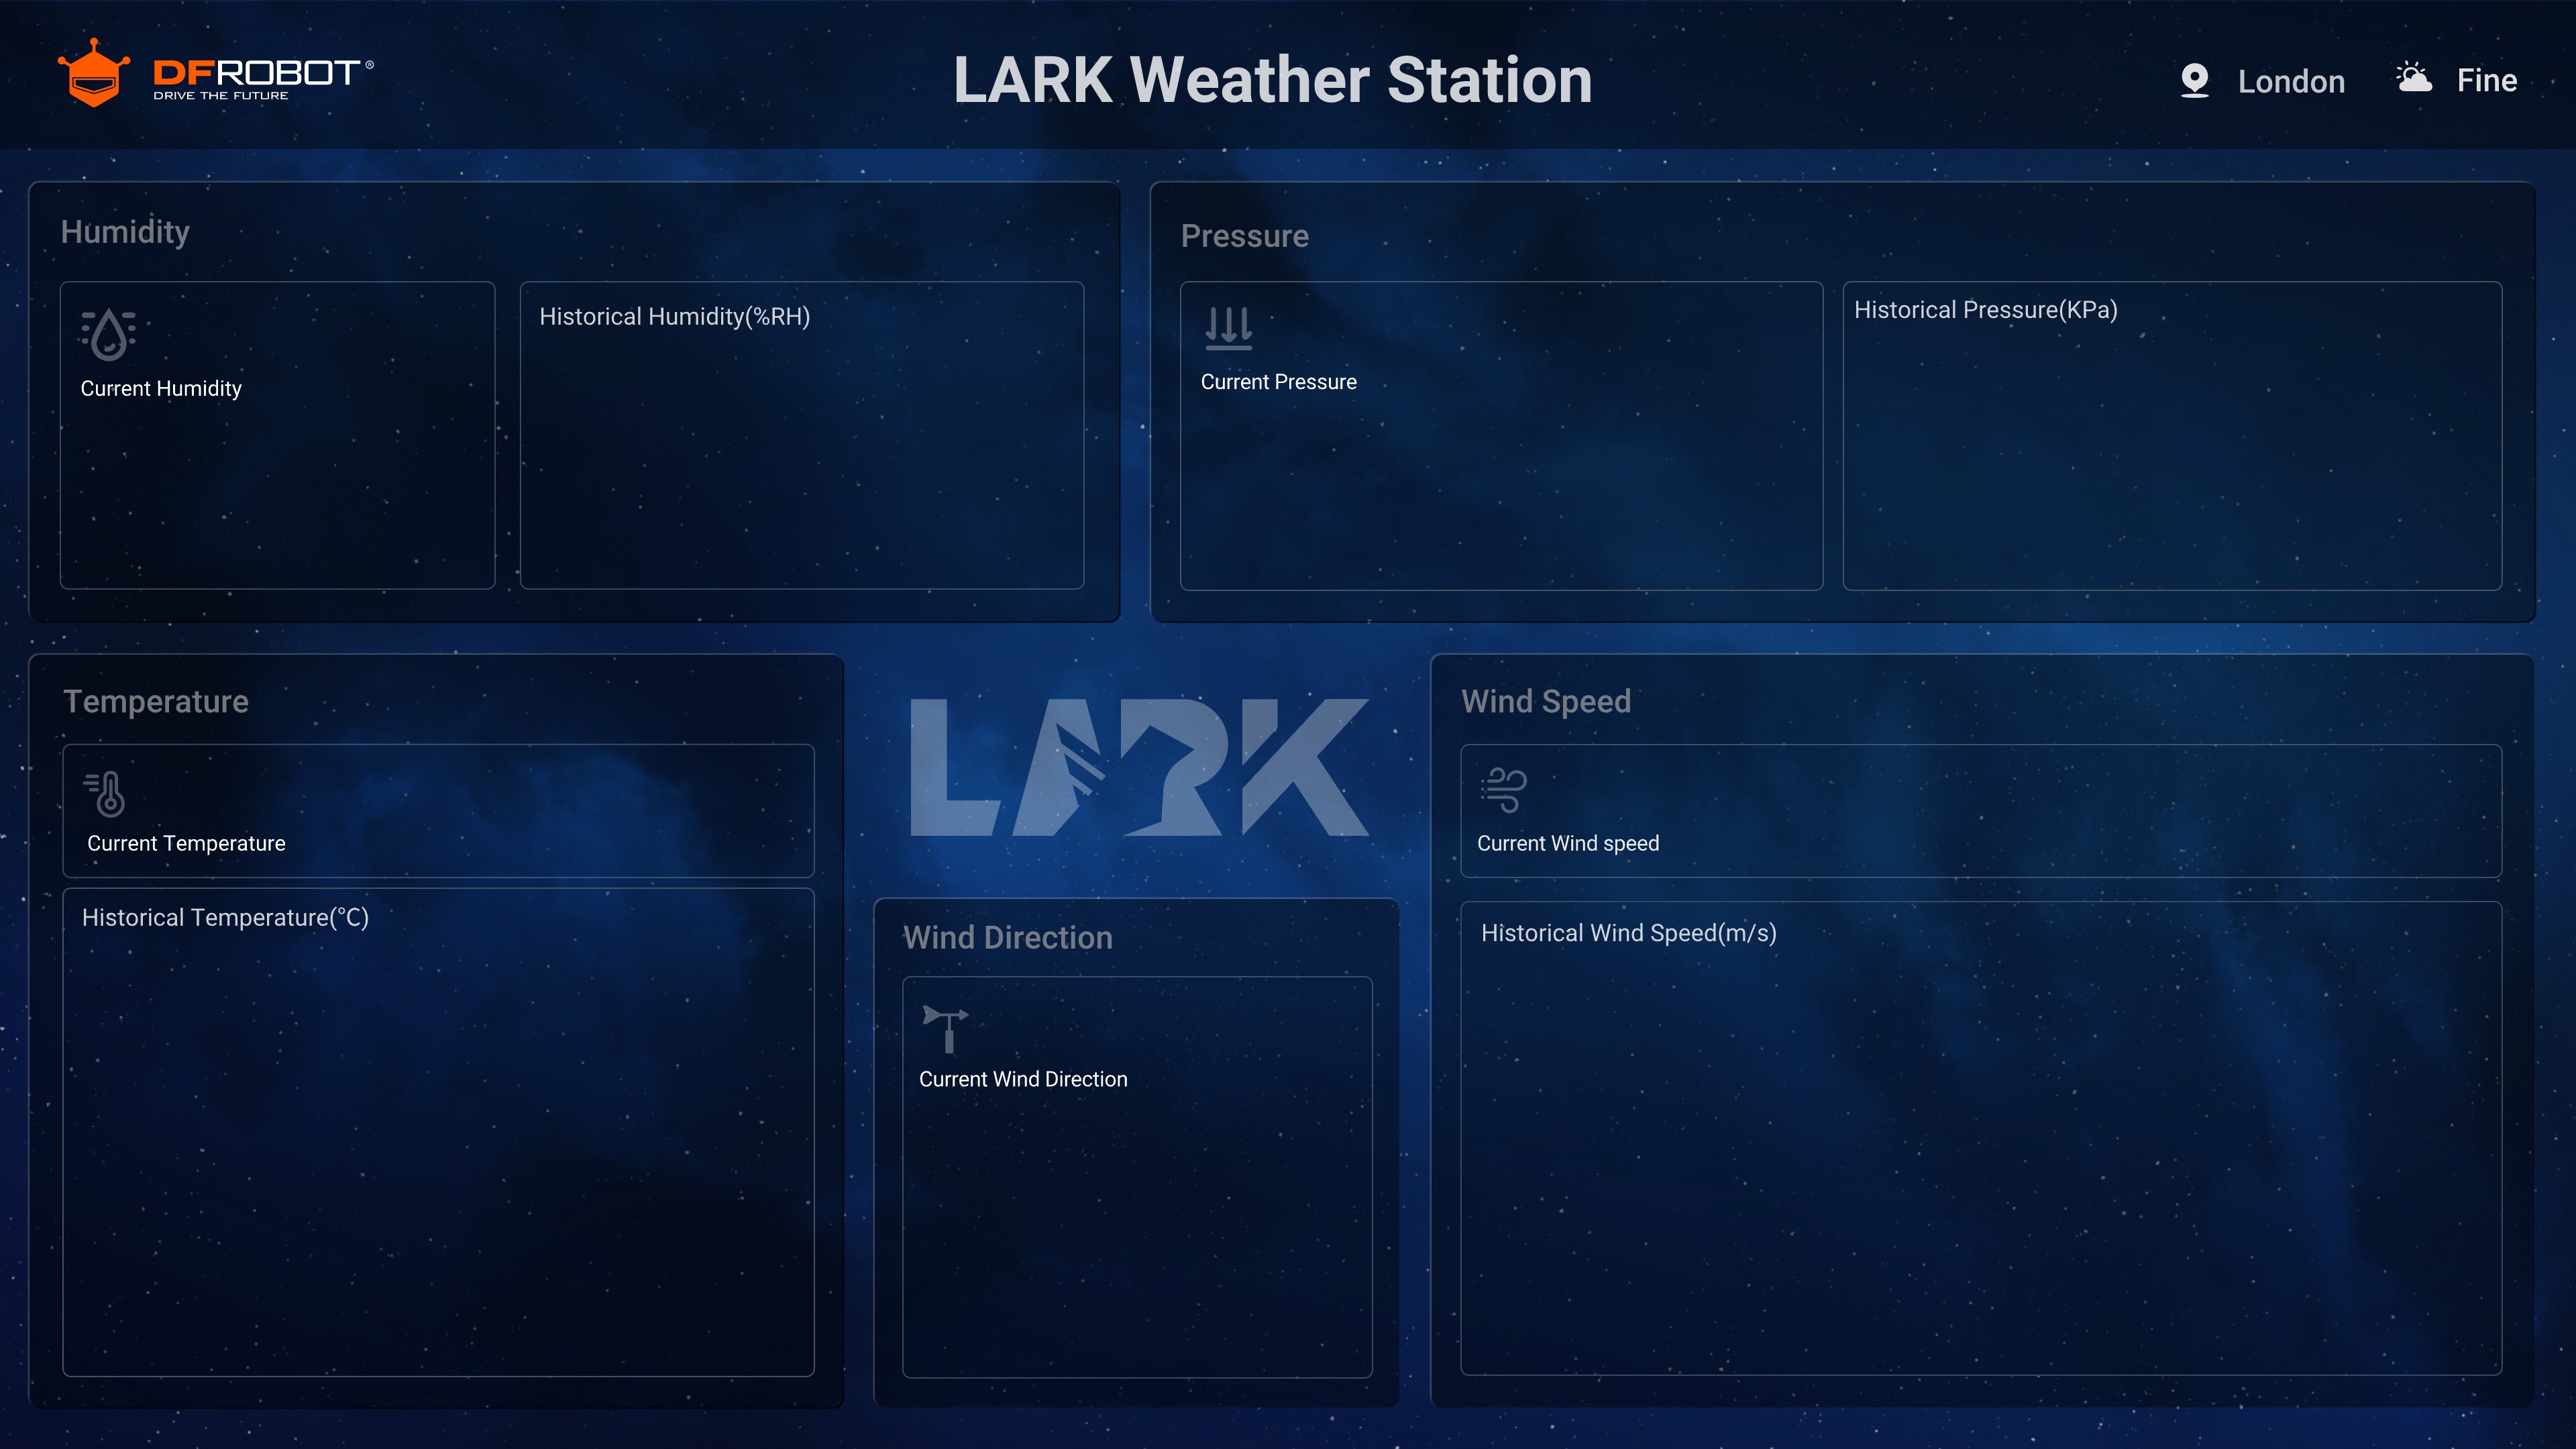 DFROBOT®
DRIVE THE FUTURE
LARK Weather Station
London
Fine
Humidity
Current Humidity
Historical Humidity(%RH)
Pressure
Current Pressure
Historical Pressure(KPa)
Temperature
Current Temperature
Historical Temperature(℃)
LARK
Wind Direction
Current Wind Direction
Wind Speed
Current Wind speed
Historical Wind Speed(m/s)